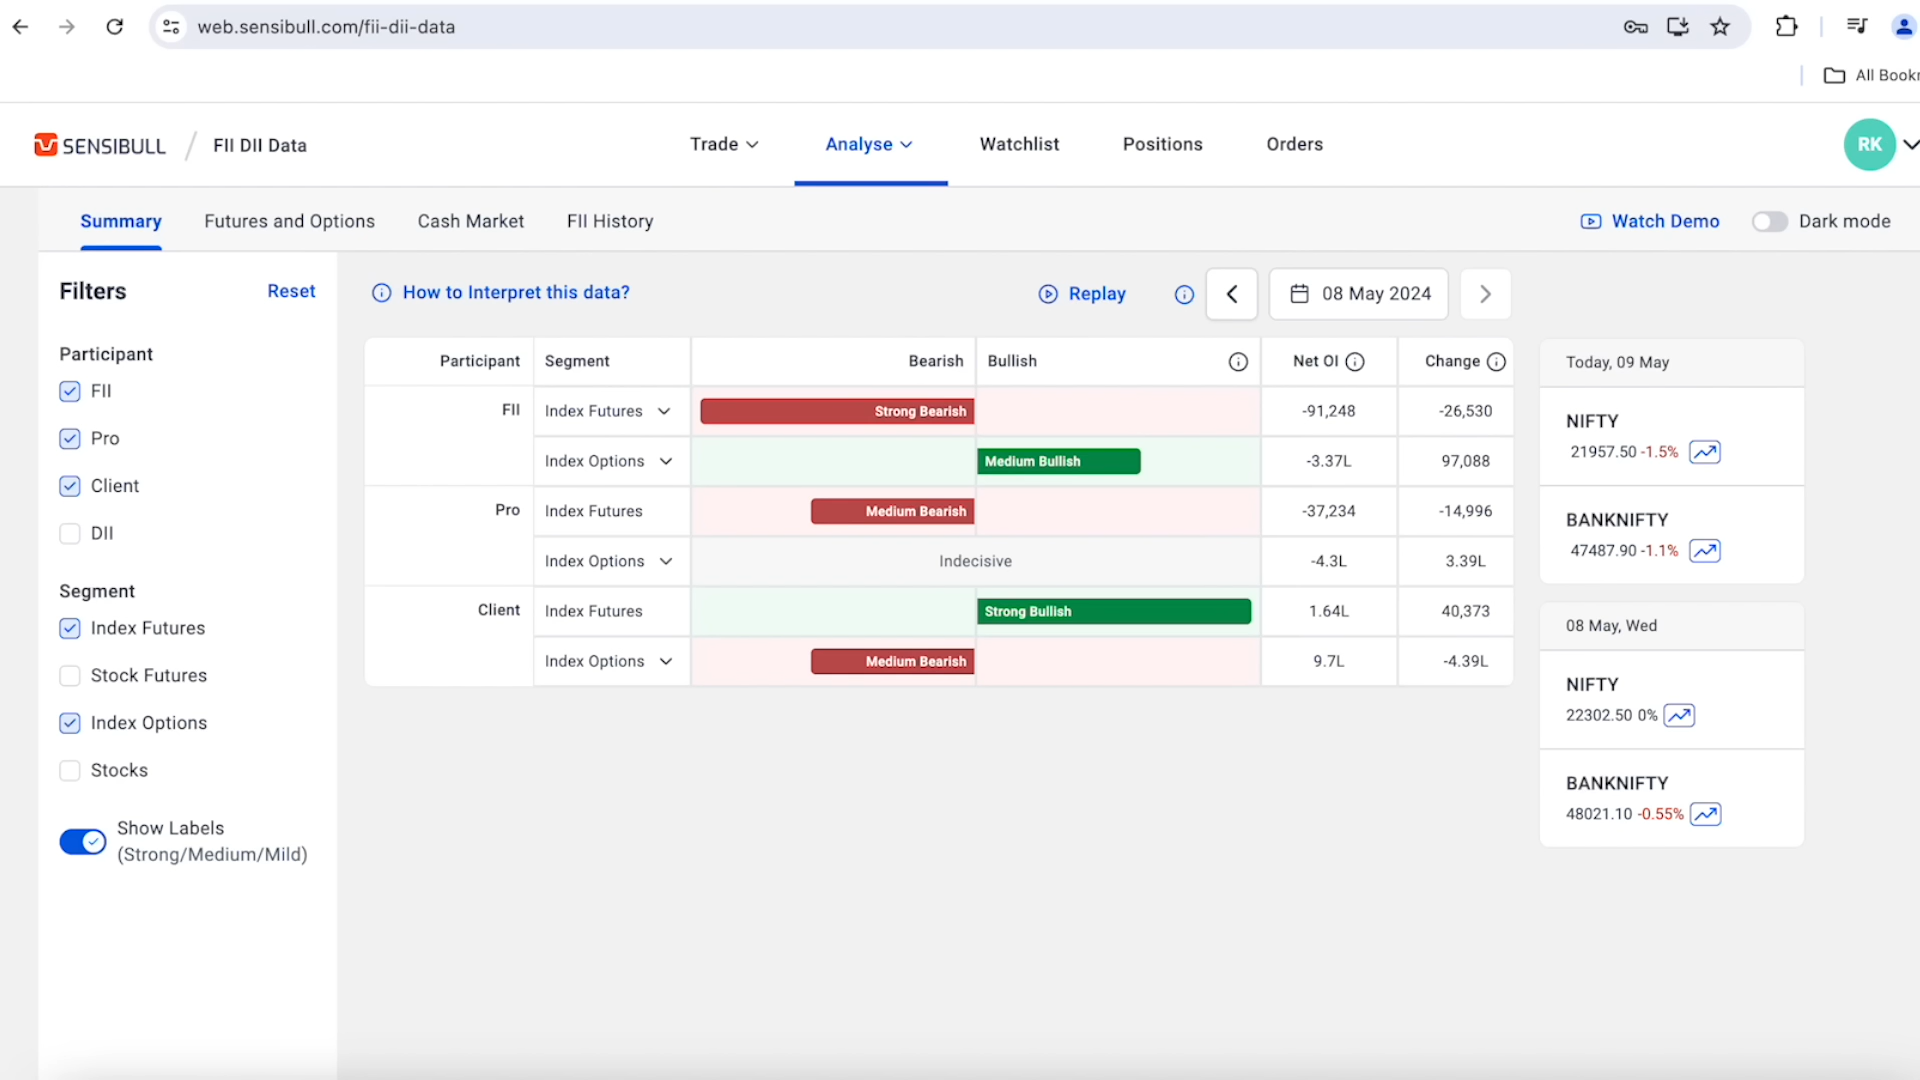 web.sensibull.com/fii-dii-data
All Book
SENSIBULL / FII DII Data
Trade
Analyse
Watchlist
Positions
Orders
RK
Summary
Futures and Options
Cash Market
FII History
Watch Demo
Dark mode
Filters
Reset
Participant
FII
Pro
Client
DII
Segment
Index Futures
Stock Futures
Index Options
Stocks
Show Labels
(Strong/Medium/Mild)
How to Interpret this data?
Replay
08 May 2024
Participant Segment Bearish Bullish Net OI Change
FII Index Futures Strong Bearish -91,248 -26,530
Index Options Medium Bullish -3.37L 97,088
Pro Index Futures Medium Bearish -37,234 -14,996
Index Options Indecisive -4.3L 3.39L
Client Index Futures Strong Bullish 1.64L 40,373
Index Options Medium Bearish 9.7L -4.39L
Today, 09 May
NIFTY
21957.50 -1.5%
BANKNIFTY
47487.90 -1.1%
08 May, Wed
NIFTY
22302.50 0%
BANKNIFTY
48021.10 -0.55%